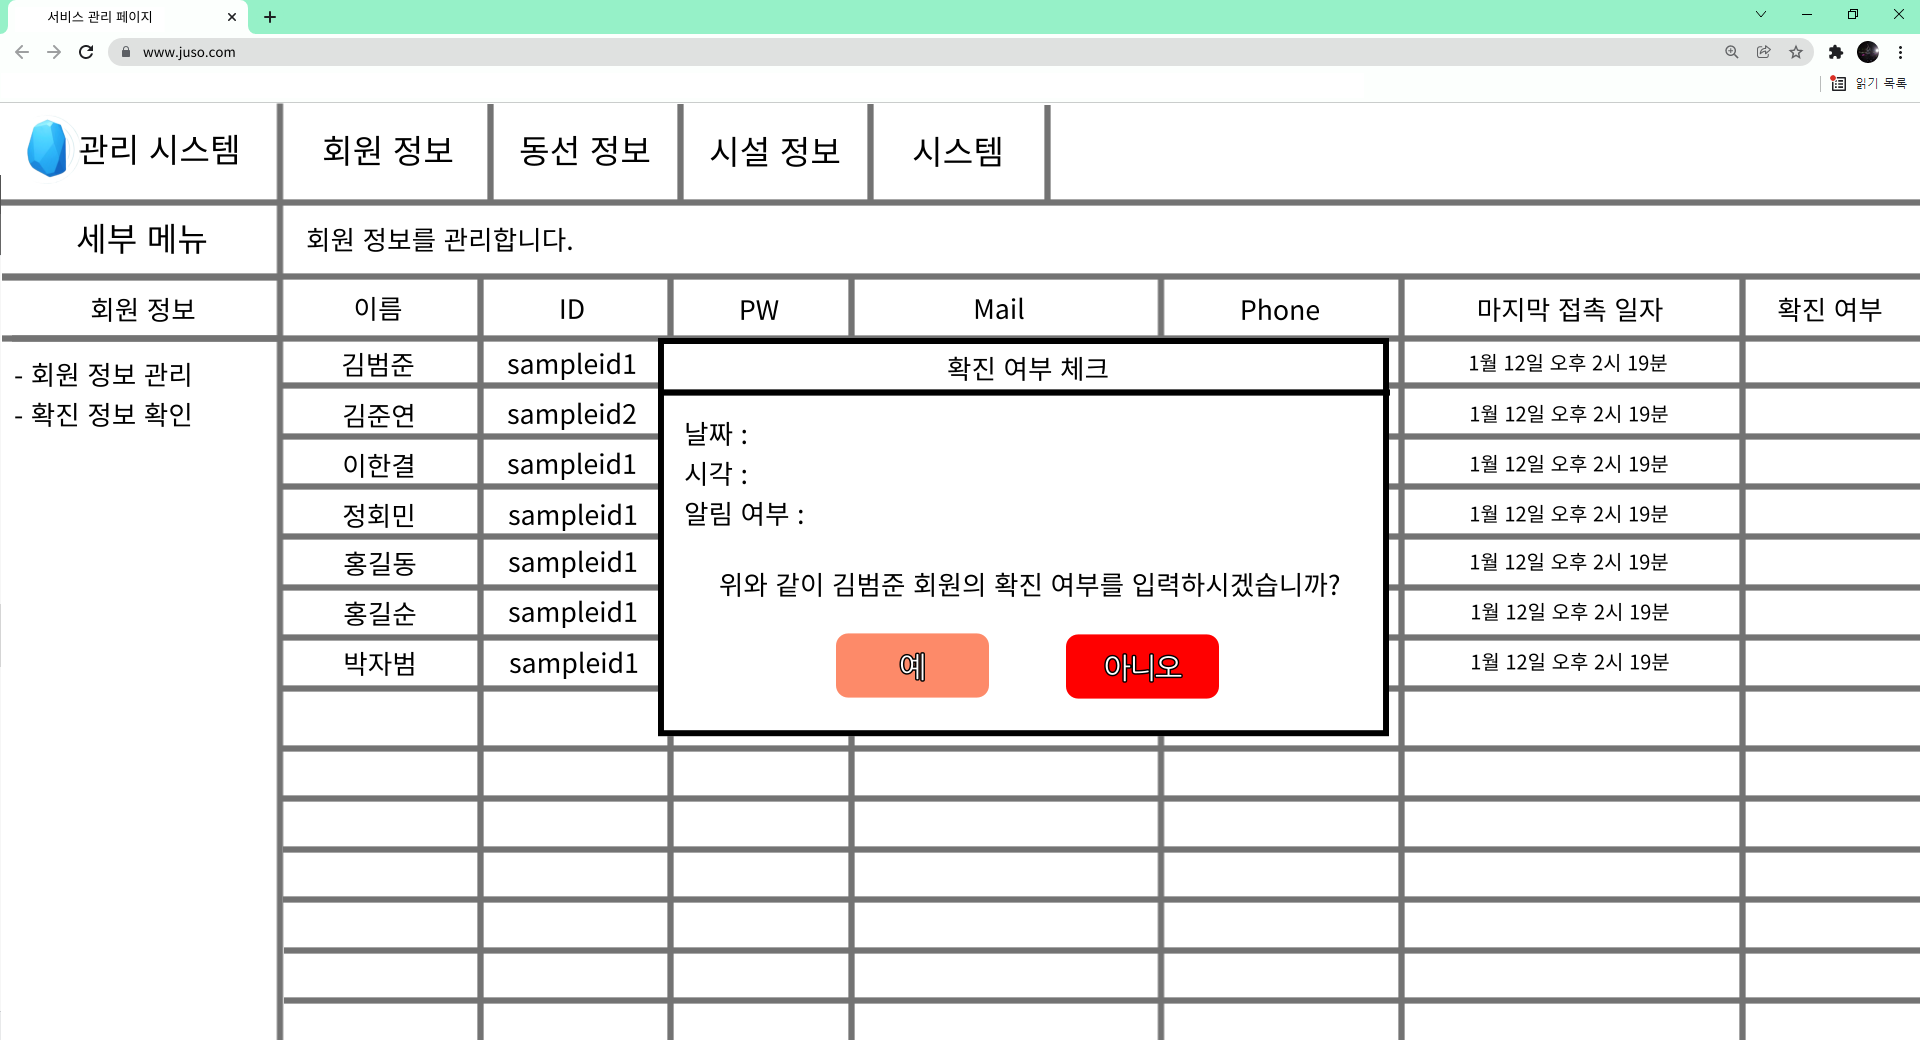 서비스 관리 페이지
www.juso.com
읽기 목록
관리 시스템
회원 정보
동선 정보
시설 정보
시스템
세부 메뉴
회원 정보를 관리합니다.
회원 정보
이름
ID
PW
Mail
Phone
마지막 접촉 일자
확진 여부
- 회원 정보 관리
- 확진 정보 확인
김범준
sampleid1
1월 12일 오후 2시 19분
김준연
sampleid2
1월 12일 오후 2시 19분
이한결
sampleid1
1월 12일 오후 2시 19분
정회민
sampleid1
1월 12일 오후 2시 19분
홍길동
sampleid1
1월 12일 오후 2시 19분
홍길순
sampleid1
1월 12일 오후 2시 19분
박자범
sampleid1
1월 12일 오후 2시 19분
확진 여부 체크
날짜 :
시각 :
알림 여부 :
위와 같이 김범준 회원의 확진 여부를 입력하시겠습니까?
예
아니오